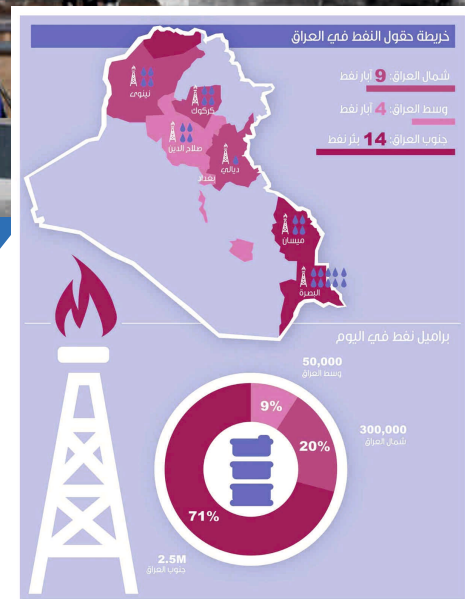 خريطة حقول النفط في العراق
شمال العراق: 9 آبار نفط
وسط العراق: 4 آبار نفط
جنوب العراق: 14 بئر نفط
نينوى
كركوك
صلاح الدين
ديالى
بغداد
ميسان
البصرة
براميل نفط في اليوم
50,000
وسط العراق
9%
300,000
شمال العراق
20%
71%
2.5M
جنوب العراق